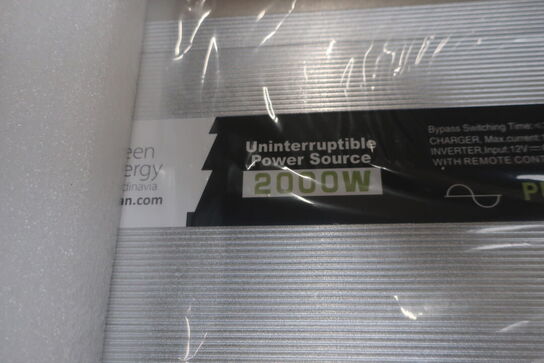 een
ergy
dinavia
an.com
Uninterruptible
Power Source
2000W
Bypass Switching Time:
CHARGER. Max.current:
INVERTER.Input:12V
WITH REMOTE CONT
P